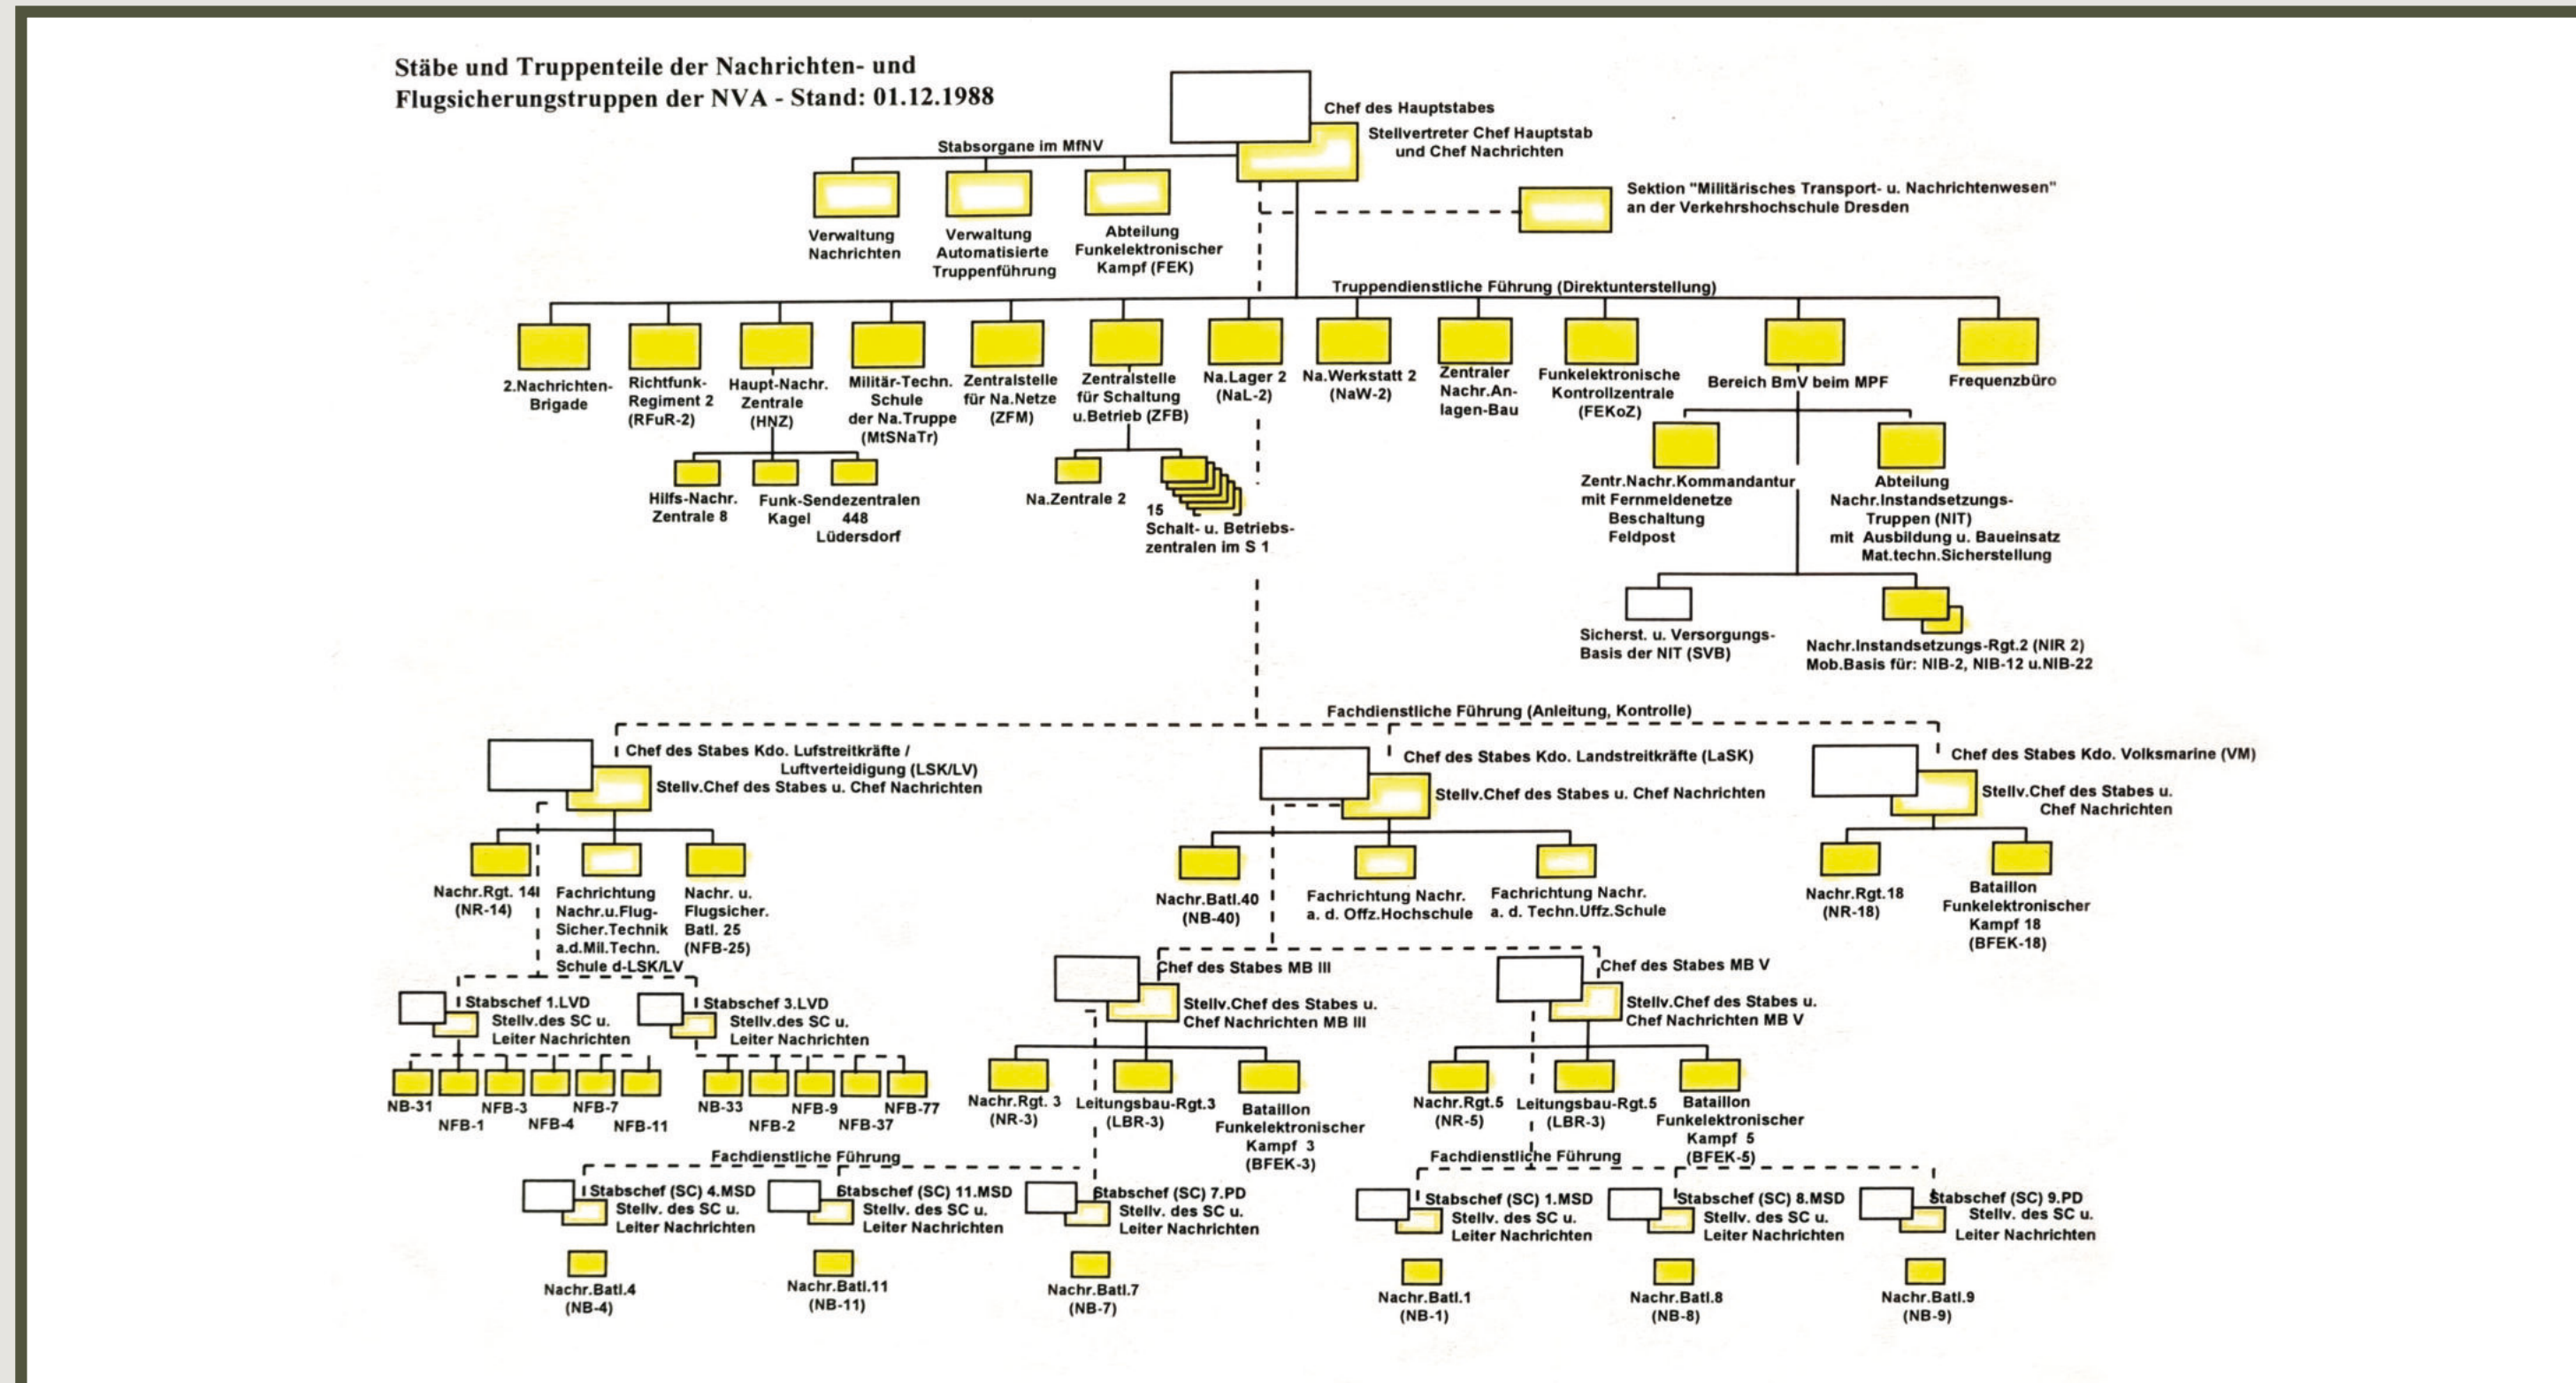 Stäbe und Truppenteile der Nachrichten- und
Flugsicherungstruppen der NVA - Stand: 01.12.1988
Chef des Hauptstabes
Stellvertreter Chef Hauptstab
und Chef Nachrichten
Stabsorgane im MfNV
Verwaltung
Nachrichten
Verwaltung
Automatisierte
Truppenführung
Abteilung
Funkelektronischer
Kampf (FEK)
Sektion "Militärisches Transport- u. Nachrichtenwesen"
an der Verkehrshochschule Dresden
Truppendienstliche Führung (Direktunterstellung)
2.Nachrichten-
Brigade
Richtfunk-
Regiment 2
(RFuR-2)
Haupt-Nachr.
Zentrale
(HNZ)
Militär-Techn.
Schule
der Na.Truppe
(MtSNaTr)
Zentralstelle
für Na.Netze
(ZFM)
Zentralstelle
für Schaltung
u.Betrieb (ZFB)
Na.Lager 2
(NaL-2)
Na.Werkstatt 2
(NaW-2)
Zentraler
Nachr.An-
lagen-Bau
Funkelektronische
Kontrollzentrale
(FEKoZ)
Bereich BmV beim MPF
Frequenzbüro
Hilfs-Nachr.
Zentrale 8
Funk-Sendezentralen
Kagel 448
Lüdersdorf
Na.Zentrale 2
15
Schalt- u. Betriebs-
zentralen im S 1
Zentr.Nachr.Kommandantur
mit Fernmeldenetze
Beschaltung
Feldpost
Abteilung
Nachr.Instandsetzungs-
Truppen (NIT)
mit Ausbildung u. Baueinsatz
Mat.techn.Sicherstellung
Sicherst. u. Versorgungs-
Basis der NIT (SVB)
Nachr.Instandsetzungs-Rgt.2 (NIR 2)
Mob.Basis für: NIB-2, NIB-12 u.NIB-22
Fachdienstliche Führung (Anleitung, Kontrolle)
Chef des Stabes Kdo. Lufstreitkräfte /
Luftverteidigung (LSK/LV)
Stellv.Chef des Stabes u. Chef Nachrichten
Chef des Stabes Kdo. Landstreitkräfte (LaSK)
Stellv.Chef des Stabes u. Chef Nachrichten
Chef des Stabes Kdo. Volksmarine (VM)
Stellv.Chef des Stabes u.
Chef Nachrichten
Nachr.Rgt. 14
(NR-14)
Fachrichtung
Nachr.u.Flug-
Sicher.Technik
a.d.Mil.Techn.
Schule d-LSK/LV
Nachr. u.
Flugsicher.
Batl. 25
(NFB-25)
Nachr.Batl.40
(NB-40)
Fachrichtung Nachr.
a. d. Offz.Hochschule
Fachrichtung Nachr.
a. d. Techn.Uffz.Schule
Nachr.Rgt.18
(NR-18)
Bataillon
Funkelektronischer
Kampf 18
(BFEK-18)
Stabschef 1.LVD
Stellv.des SC u.
Leiter Nachrichten
Stabschef 3.LVD
Stellv.des SC u.
Leiter Nachrichten
Chef des Stabes MB III
Stellv.Chef des Stabes u.
Chef Nachrichten MB III
Chef des Stabes MB V
Stellv.Chef des Stabes u.
Chef Nachrichten MB V
NB-31 NFB-3 NFB-7
NFB-1 NFB-4 NFB-11
NB-33 NFB-9 NFB-77
NFB-2 NFB-37
Nachr.Rgt. 3
(NR-3)
Leitungsbau-Rgt.3
(LBR-3)
Bataillon
Funkelektronischer
Kampf 3
(BFEK-3)
Nachr.Rgt.5
(NR-5)
Leitungsbau-Rgt.5
(LBR-3)
Bataillon
Funkelektronischer
Kampf 5
(BFEK-5)
Fachdienstliche Führung
Fachdienstliche Führung
Stabschef (SC) 4.MSD
Stellv. des SC u.
Leiter Nachrichten
Stabschef (SC) 11.MSD
Stellv. des SC u.
Leiter Nachrichten
Stabschef (SC) 7.PD
Stellv. des SC u.
Leiter Nachrichten
Stabschef (SC) 1.MSD
Stellv. des SC u.
Leiter Nachrichten
Stabschef (SC) 8.MSD
Stellv. des SC u.
Leiter Nachrichten
Stabschef (SC) 9.PD
Stellv. des SC u.
Leiter Nachrichten
Nachr.Batl.4
(NB-4)
Nachr.Batl.11
(NB-11)
Nachr.Batl.7
(NB-7)
Nachr.Batl.1
(NB-1)
Nachr.Batl.8
(NB-8)
Nachr.Batl.9
(NB-9)